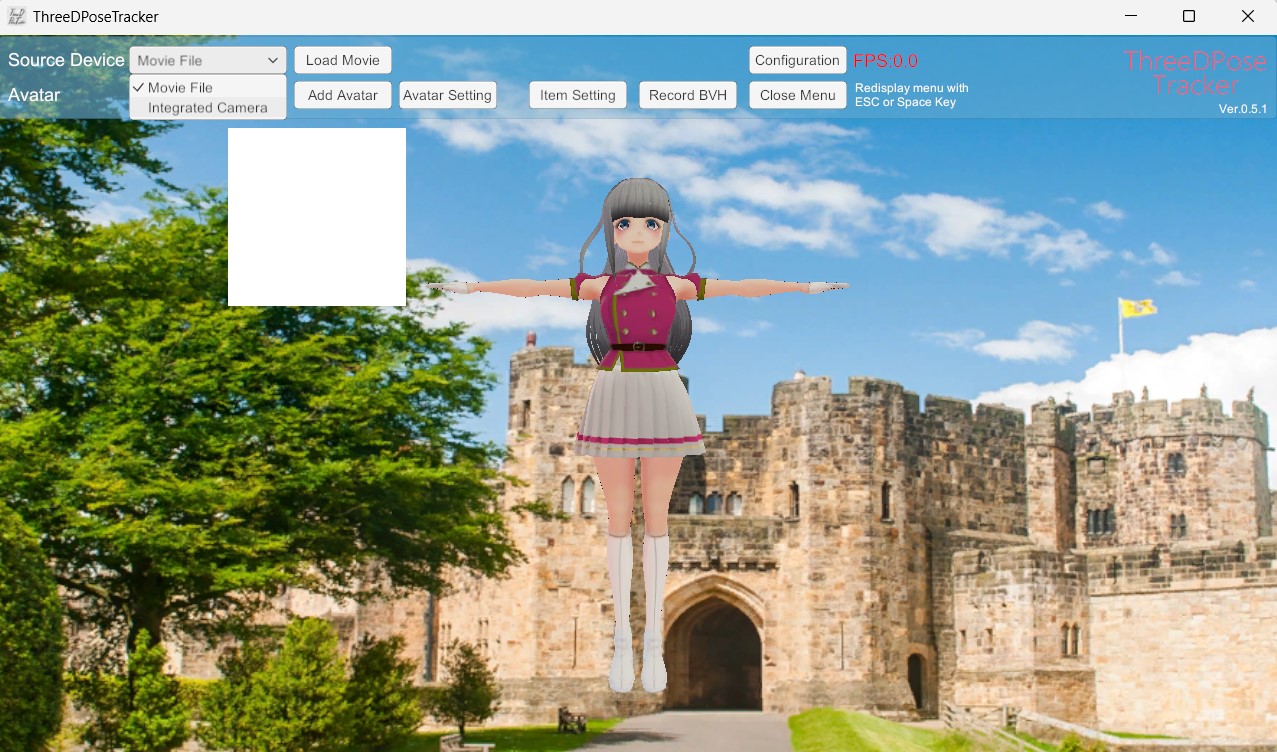 ThreeDPoseTracker
Source Device
Movie File
Load Movie
Configuration
FPS:0.0
ThreeDPose
Tracker
Ver.0.5.1
Movie File
Integrated Camera
Avatar
Add Avatar
Avatar Setting
Item Setting
Record BVH
Close Menu
Redisplay menu with
ESC or Space Key